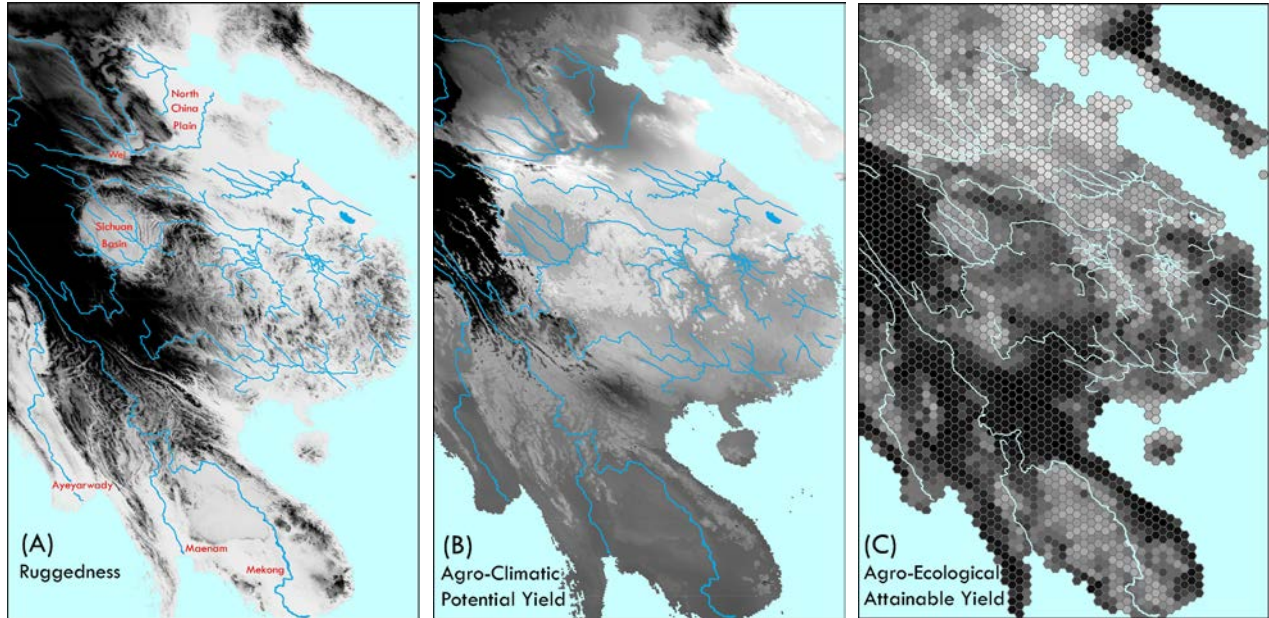 North
China
Plain
Wei
Sichuan
Basin
Ayeyarwady
Maenam
Mekong
(A)
Ruggedness
(B)
Agro-Climatic
Potential Yield
(C)
Agro-Ecological
Attainable Yield